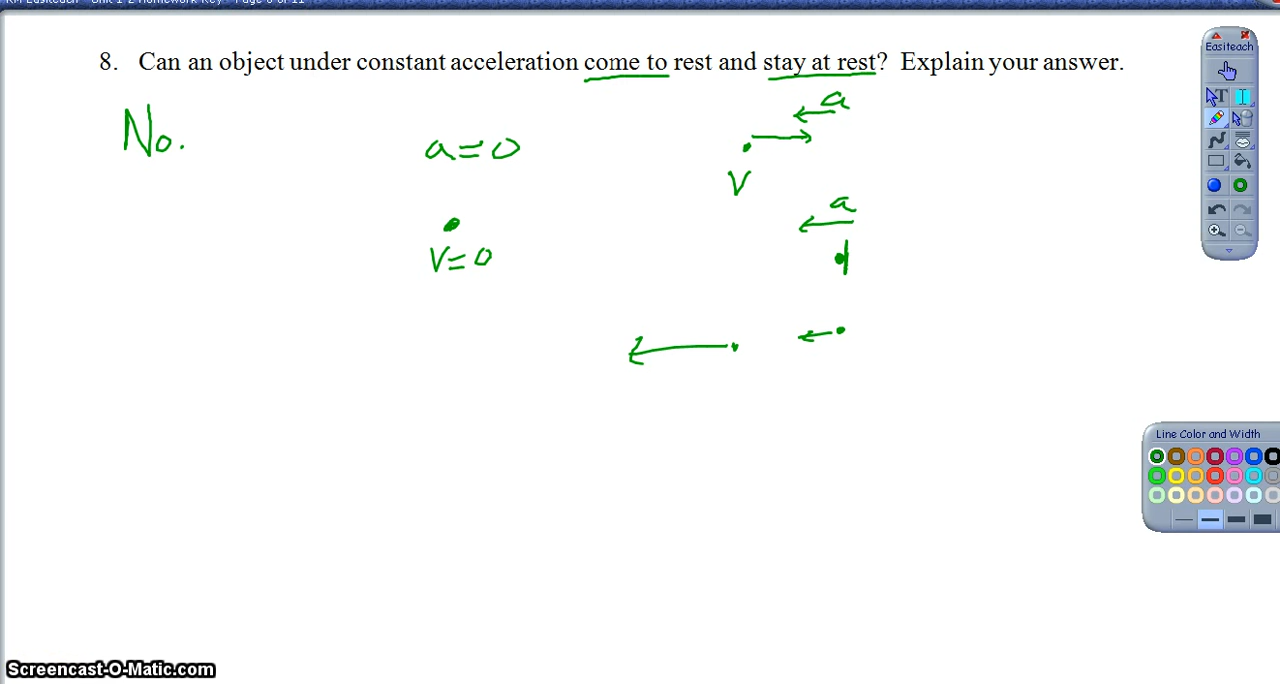 8. Can an object under constant acceleration come to rest and stay at rest? Explain your answer.
No.
a=0
v=0
a
v
a
Easiteach
T
Line Color and Width
Screencast-O-Matic.com